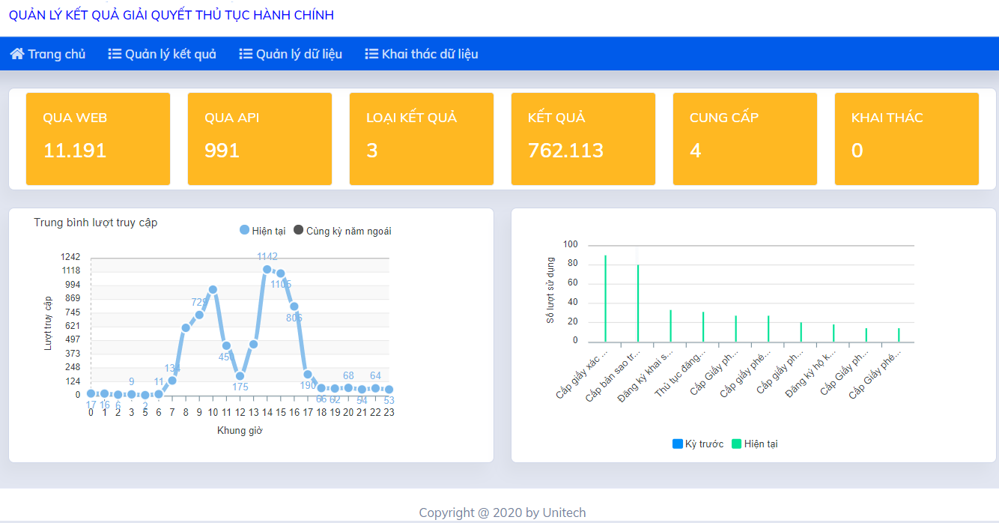 QUẢN LÝ KẾT QUẢ GIẢI QUYẾT THỦ TỤC HÀNH CHÍNH
Trang chủ Quản lý kết quả Quản lý dữ liệu Khai thác dữ liệu
QUA WEB
11.191
QUA API
991
LOẠI KẾT QUẢ
3
KẾT QUẢ
762.113
CUNG CẤP
4
KHAI THÁC
0
Trung bình lượt truy cập
Hiện tại Cùng kỳ năm ngoái
Lượt truy cập
1242
1118
994
869
745
621
497
373
248
124
0
17 16 6 9 2 11 134 729 450 175 1142 1105 806 190 66 62 68 54 64 53
0 1 2 3 5 6 7 8 9 10 11 12 13 14 15 16 17 18 19 20 21 22 23
Khung giờ
Số lượt sử dụng
100
80
60
40
20
0
Cấp giấy xác ...
Cấp bản sao tr...
Đăng ký khai s...
Thủ tục đăng...
Cấp Giấy ph...
Cấp giấy phé...
Cấp giấy ph...
Đăng ký hộ k...
Cấp Giấy ph...
Cấp Giấy phé...
Kỳ trước Hiện tại
Copyright @ 2020 by Unitech